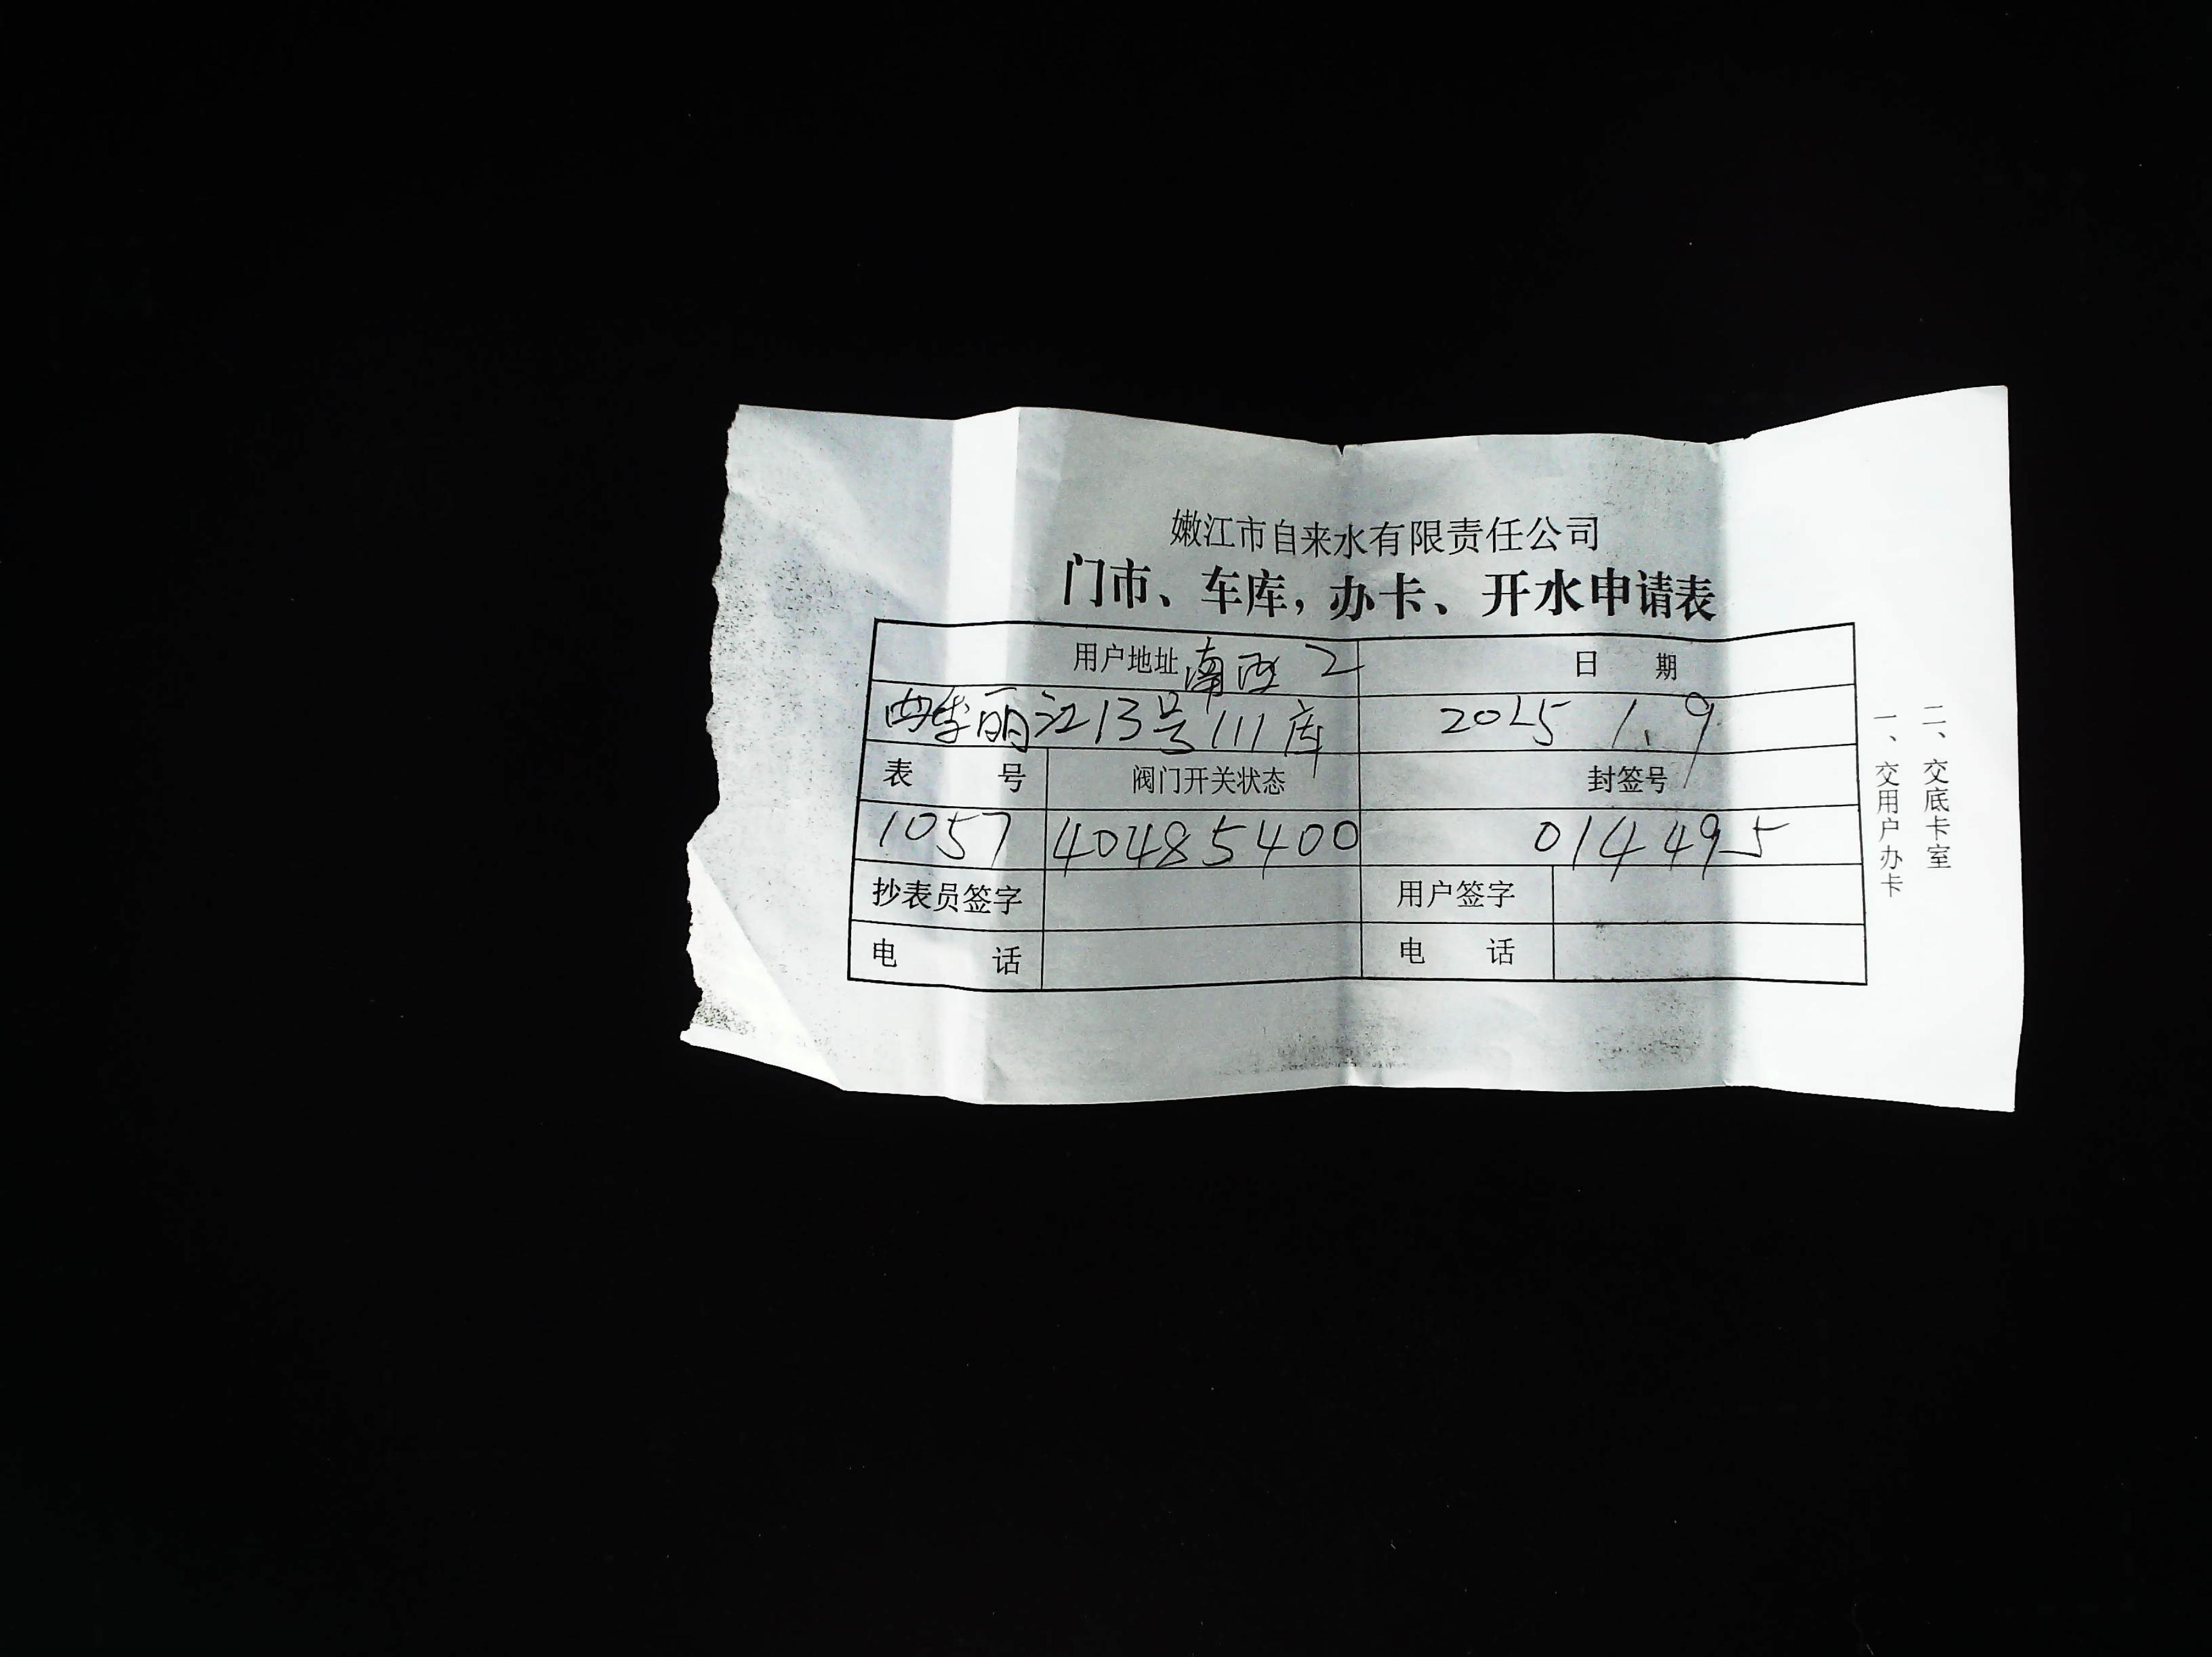 嫩江市自来水有限责任公司
门市、车库，办卡、开水申请表
用户地址 南西 2 日 期
四季丽江13号111库 2025 1.9
表 号 阀门开关状态 封签号
1057 40485400 014495
抄表员签字 用户签字
电 话 电 话
二、交底卡室
一、交用户办卡